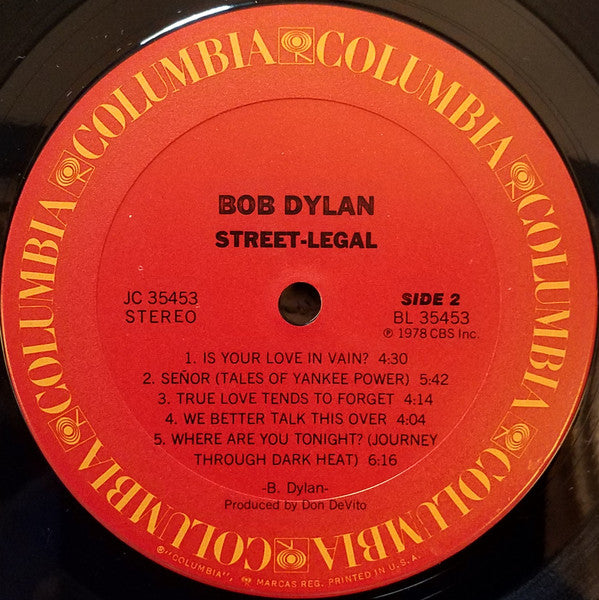 COLUMBIA COLUMBIA COLUMBIA COLUMBIA COLUMBIA COLUMBIA
BOB DYLAN
STREET-LEGAL
JC 35453
STEREO
SIDE 2
BL 35453
℗ 1978 CBS Inc.
1. IS YOUR LOVE IN VAIN? 4:30
2. SEÑOR (TALES OF YANKEE POWER) 5:42
3. TRUE LOVE TENDS TO FORGET 4:14
4. WE BETTER TALK THIS OVER 4:04
5. WHERE ARE YOU TONIGHT? (JOURNEY
THROUGH DARK HEAT) 6:16
-B. Dylan-
Produced by Don DeVito
®"COLUMBIA", MARCAS REG. PRINTED IN U.S.A.